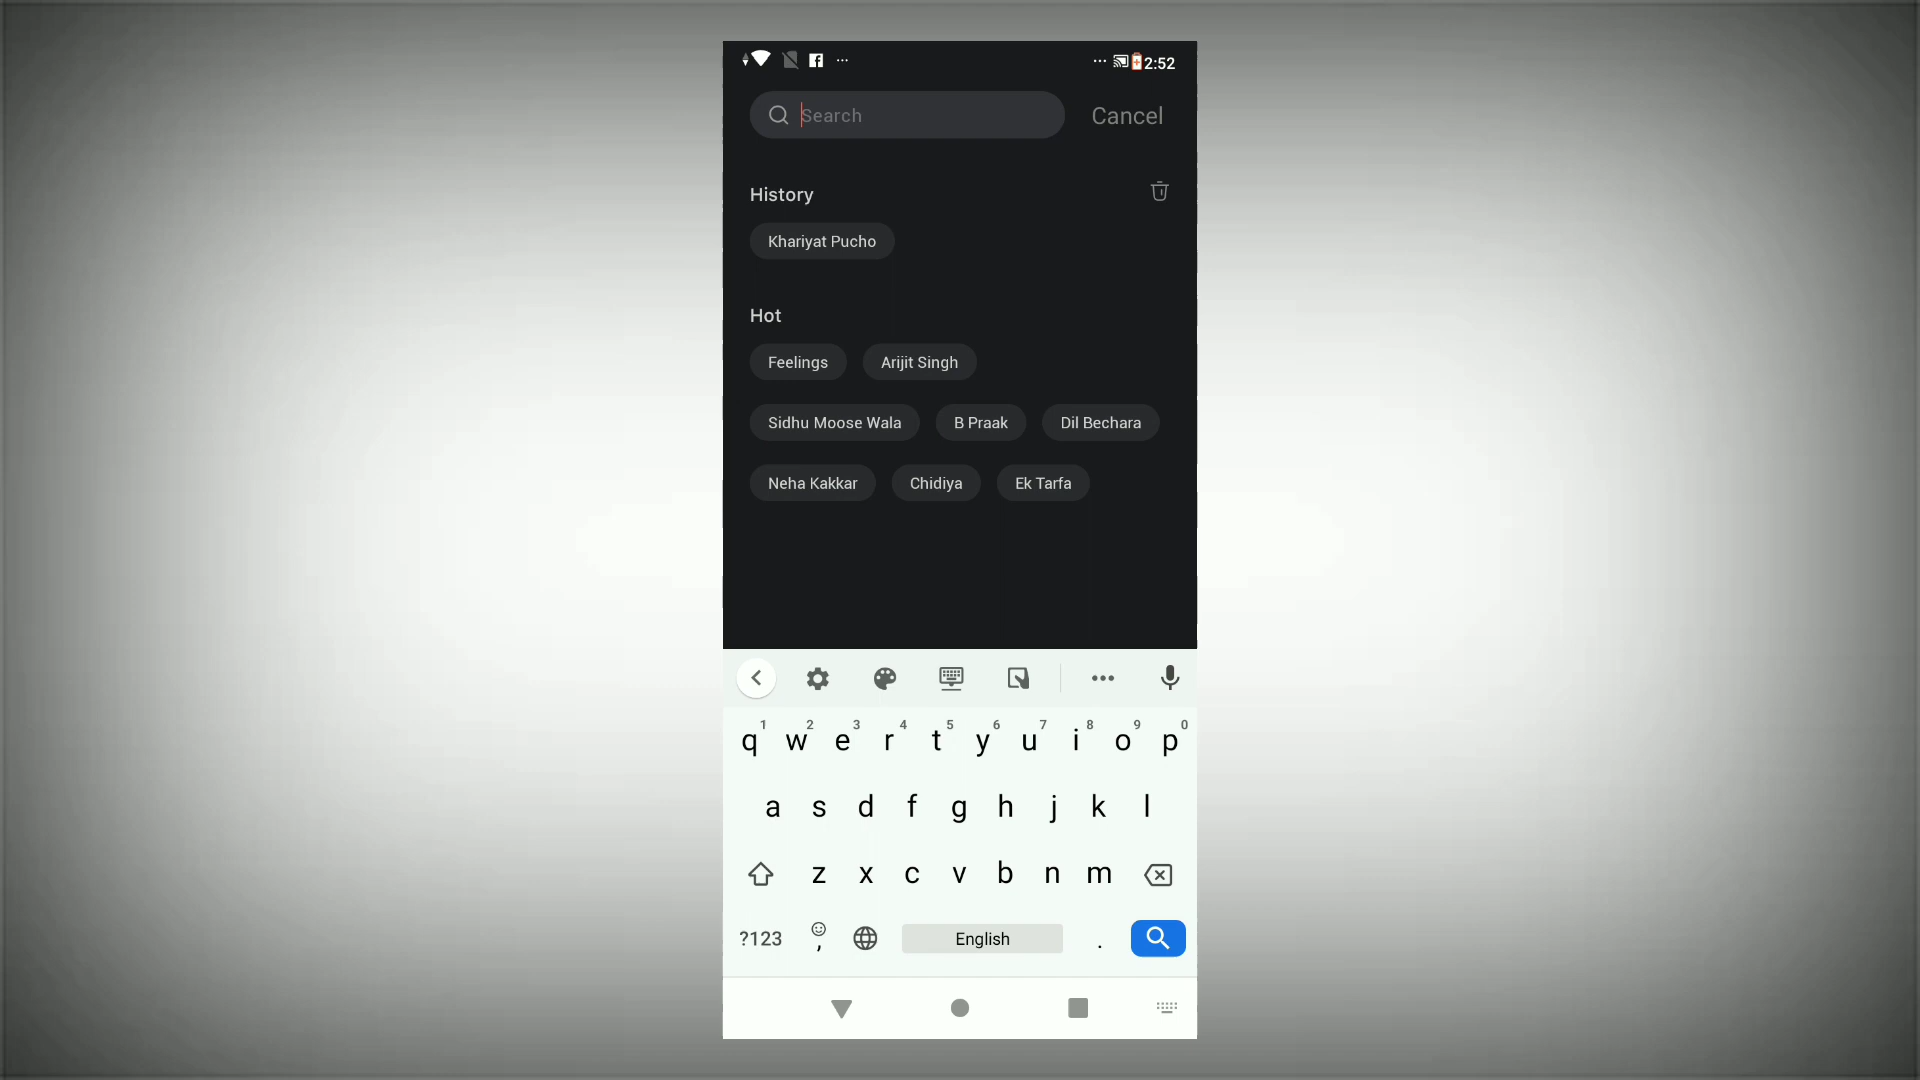 2:52
Search Cancel
History
Khariyat Pucho
Hot
Feelings Arijit Singh
Sidhu Moose Wala B Praak Dil Bechara
Neha Kakkar Chidiya Ek Tarfa
1 2 3 4 5 6 7 8 9 0
q w e r t y u i o p
a s d f g h j k l
z x c v b n m
?123 , English .